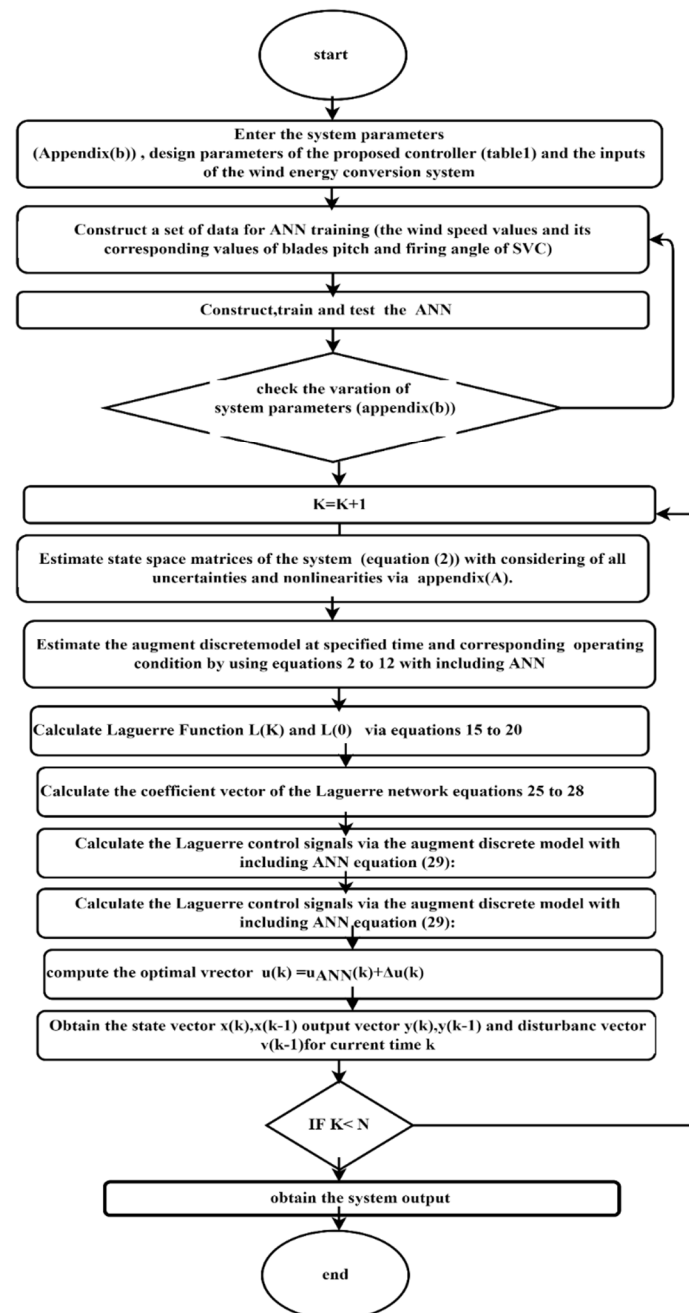 start
Enter the system parameters
(Appendix(b)) , design parameters of the proposed controller (table1) and the inputs
of the wind energy conversion system
Construct a set of data for ANN training (the wind speed values and its
corresponding values of blades pitch and firing angle of SVC)
Construct,train and test the ANN
check the varation of
system parameters (appendix(b))
K=K+1
Estimate state space matrices of the system (equation (2)) with considering of all
uncertainties and nonlinearities via appendix(A).
Estimate the augment discretemodel at specified time and corresponding operating
condition by using equations 2 to 12 with including ANN
Calculate Laguerre Function L(K) and L(0) via equations 15 to 20
Calculate the coefficient vector of the Laguerre network equations 25 to 28
Calculate the Laguerre control signals via the augment discrete model with
including ANN equation (29):
Calculate the Laguerre control signals via the augment discrete model with
including ANN equation (29):
compute the optimal vrector u(k) =uANN(k)+Δu(k)
Obtain the state vector x(k),x(k-1) output vector y(k),y(k-1) and disturbanc vector
v(k-1)for current time k
IF K< N
obtain the system output
end